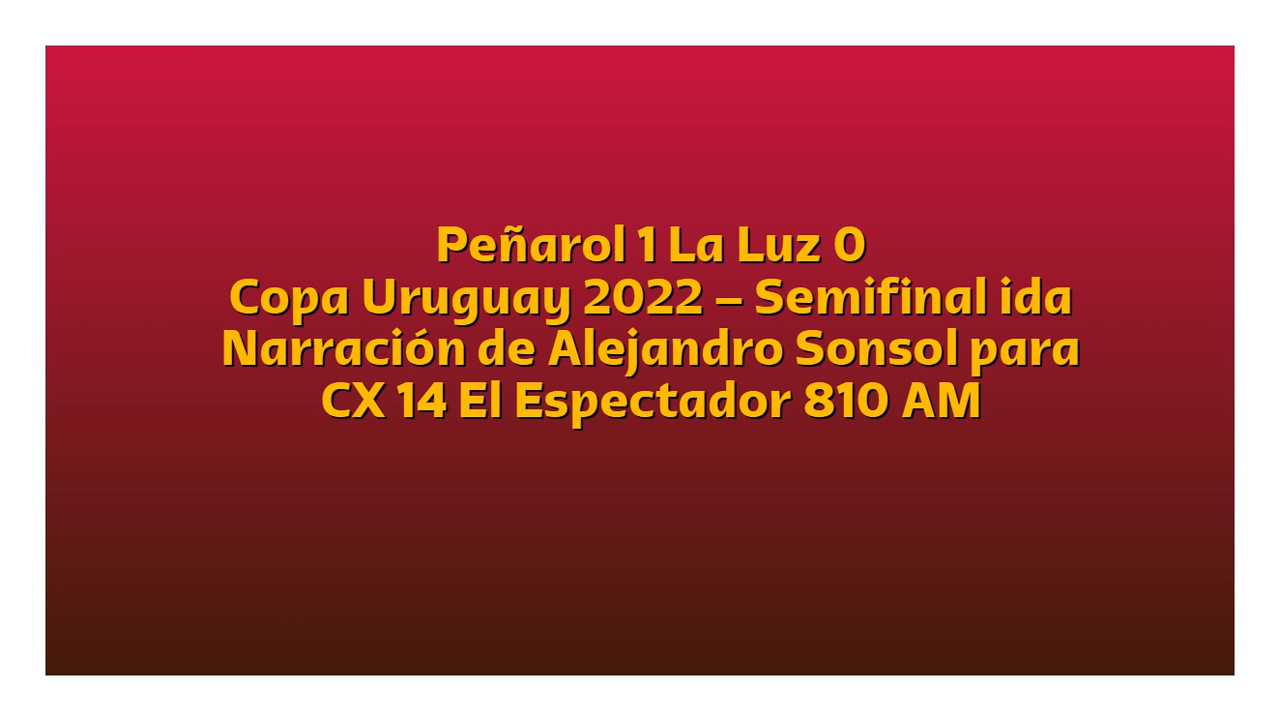 Peñarol 1 La Luz 0
Copa Uruguay 2022 – Semifinal ida
Narración de Alejandro Sonsol para
CX 14 El Espectador 810 AM